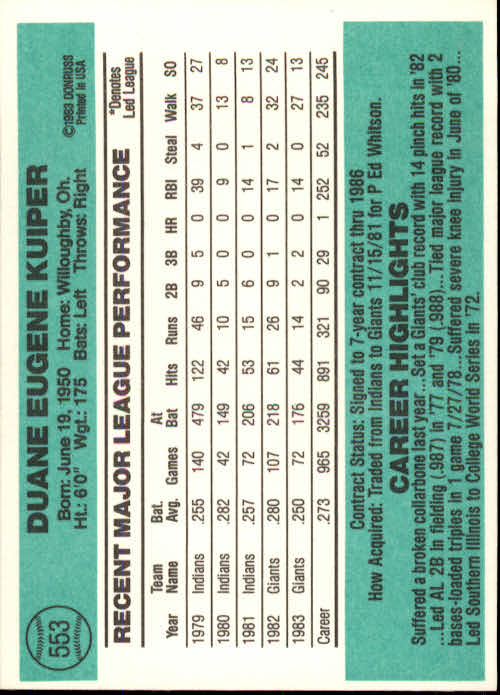 553
DUANE EUGENE KUIPER
Born: June 19, 1950 Home: Willoughby, Oh.
Ht.: 6'0" Wgt.: 175 Bats: Left Throws: Right
©1983 DONRUSS
Printed in USA
RECENT MAJOR LEAGUE PERFORMANCE
*Denotes
Led League
Year Team Name Bat. Avg. Games At Bat Hits Runs 2B 3B HR RBI Steal Walk SO
1979 Indians .255 140 479 122 46 9 5 0 39 4 37 27
1980 Indians .282 42 149 42 10 5 0 0 9 0 13 8
1981 Indians .257 72 206 53 15 6 0 0 14 1 8 13
1982 Giants .280 107 218 61 26 9 1 0 17 2 32 24
1983 Giants .250 72 176 44 14 2 2 0 14 0 27 13
Career .273 965 3259 891 321 90 29 1 252 52 235 245
Contract Status: Signed to 7-year contract thru 1986
How Acquired: Traded from Indians to Giants 11/15/81 for P Ed Whitson.
CAREER HIGHLIGHTS
Suffered a broken collarbone last year...Set a Giants' club record with 14 pinch hits in '82
...Led AL 2B in fielding (.987) in '77 and '79 (.988)...Tied major league record with 2
bases-loaded triples in 1 game 7/27/78...Suffered severe knee injury in June of '80...
Led Southern Illinois to College World Series in '72.